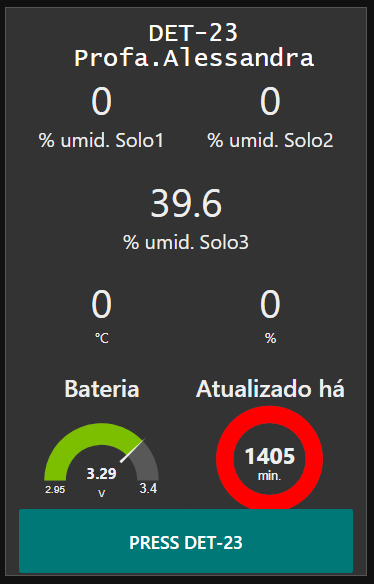 DET-23
Profa.Alessandra
0 0
% umid. Solo1 % umid. Solo2
39.6
% umid. Solo3
0 0
°C %
Bateria Atualizado há
3.29 1405
V min.
2.95 3.4
PRESS DET-23